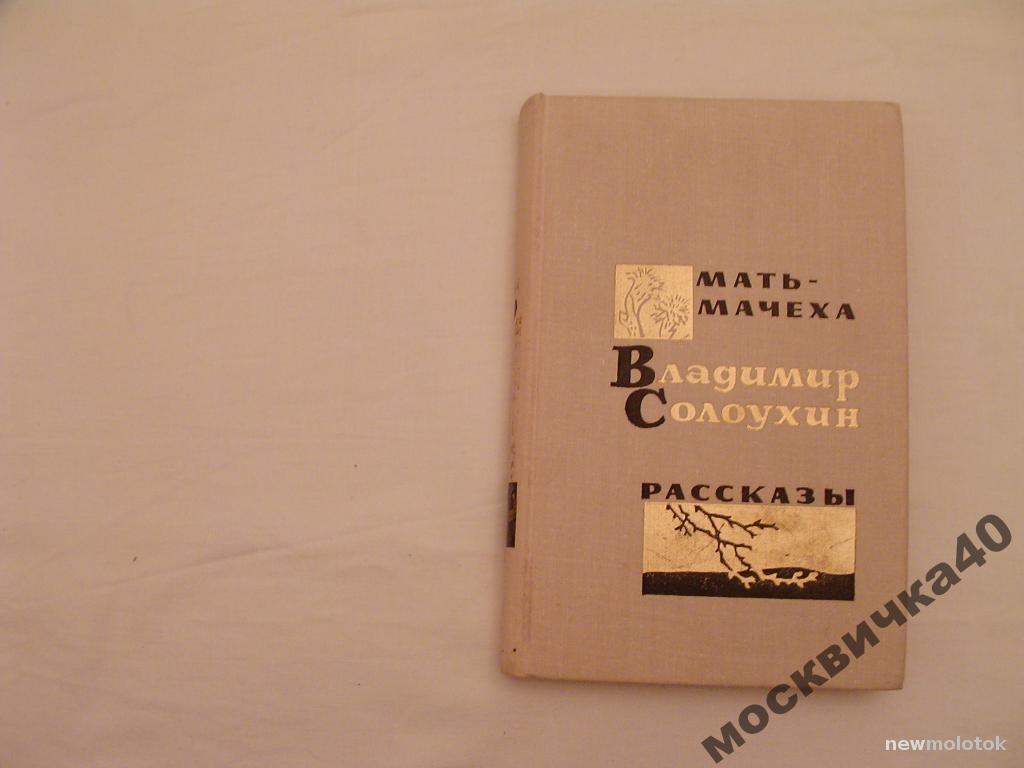 МАТЬ-
МАЧЕХА
Владимир
Солоухин
РАССКАЗЫ
москвичка40
newmolotok